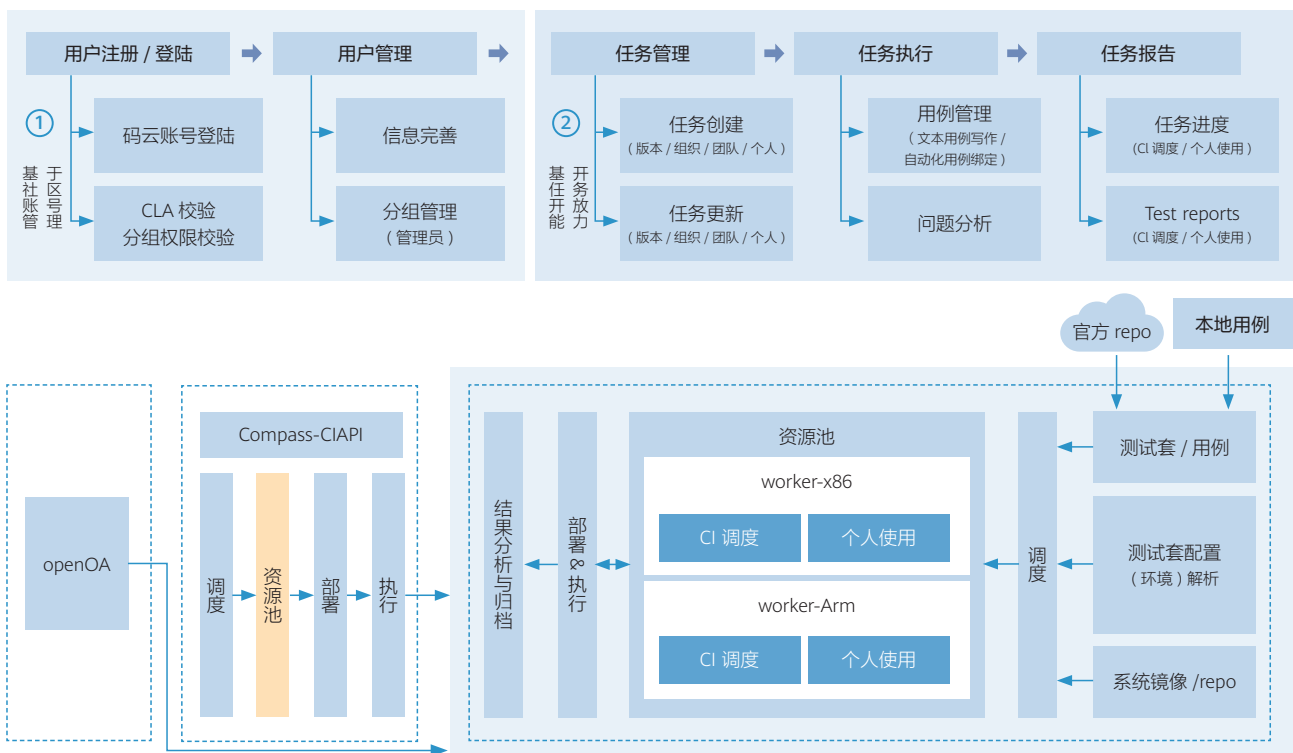 用户注册 / 登陆
用户管理
①
基于
社区
账号
管理
码云账号登陆
CLA 校验
分组权限校验
信息完善
分组管理
（管理员）
任务管理
任务执行
任务报告
②
基开
任务
开放
能力
任务创建
（版本 / 组织 / 团队 / 个人）
任务更新
（版本 / 组织 / 团队 / 个人）
用例管理
（文本用例写作 /
自动化用例绑定）
问题分析
任务进度
（CI 调度 / 个人使用）
Test reports
（CI 调度 / 个人使用）
官方 repo
本地用例
openOA
Compass-CIAPI
调度
资源池
部署
执行
结果分析与归档
部署&执行
资源池
worker-x86
CI 调度
个人使用
worker-Arm
CI 调度
个人使用
调度
测试套 / 用例
测试套配置
（环境）解析
系统镜像 /repo